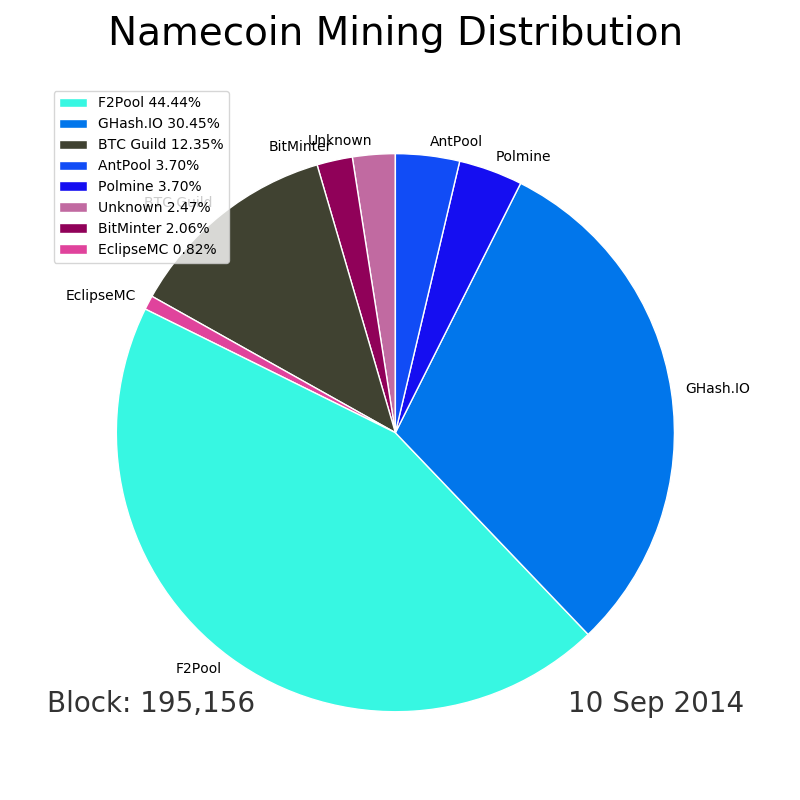 Namecoin Mining Distribution
F2Pool 44.44%
GHash.IO 30.45%
BTC Guild 12.35%
AntPool 3.70%
Polmine 3.70%
Unknown 2.47%
BitMinter 2.06%
EclipseMC 0.82%
BitMinter
Unknown
AntPool
Polmine
BTC Guild
EclipseMC
GHash.IO
F2Pool
Block: 195,156
10 Sep 2014